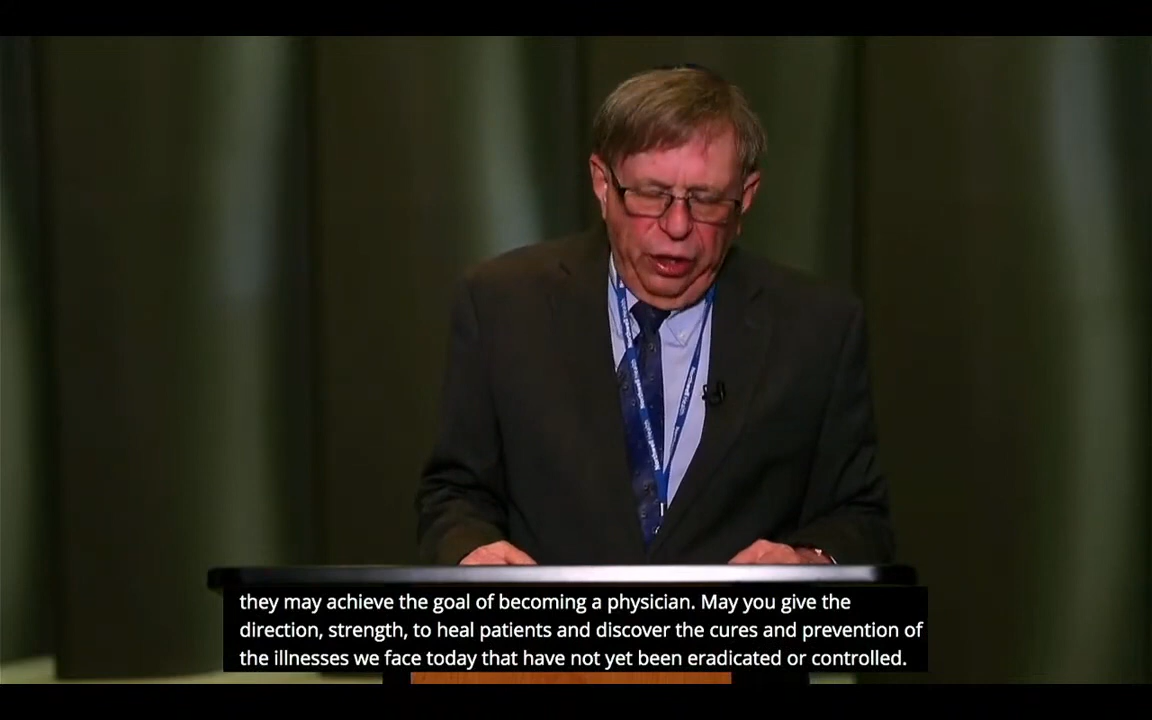 they may achieve the goal of becoming a physician. May you give the
direction, strength, to heal patients and discover the cures and prevention of
the illnesses we face today that have not yet been eradicated or controlled.